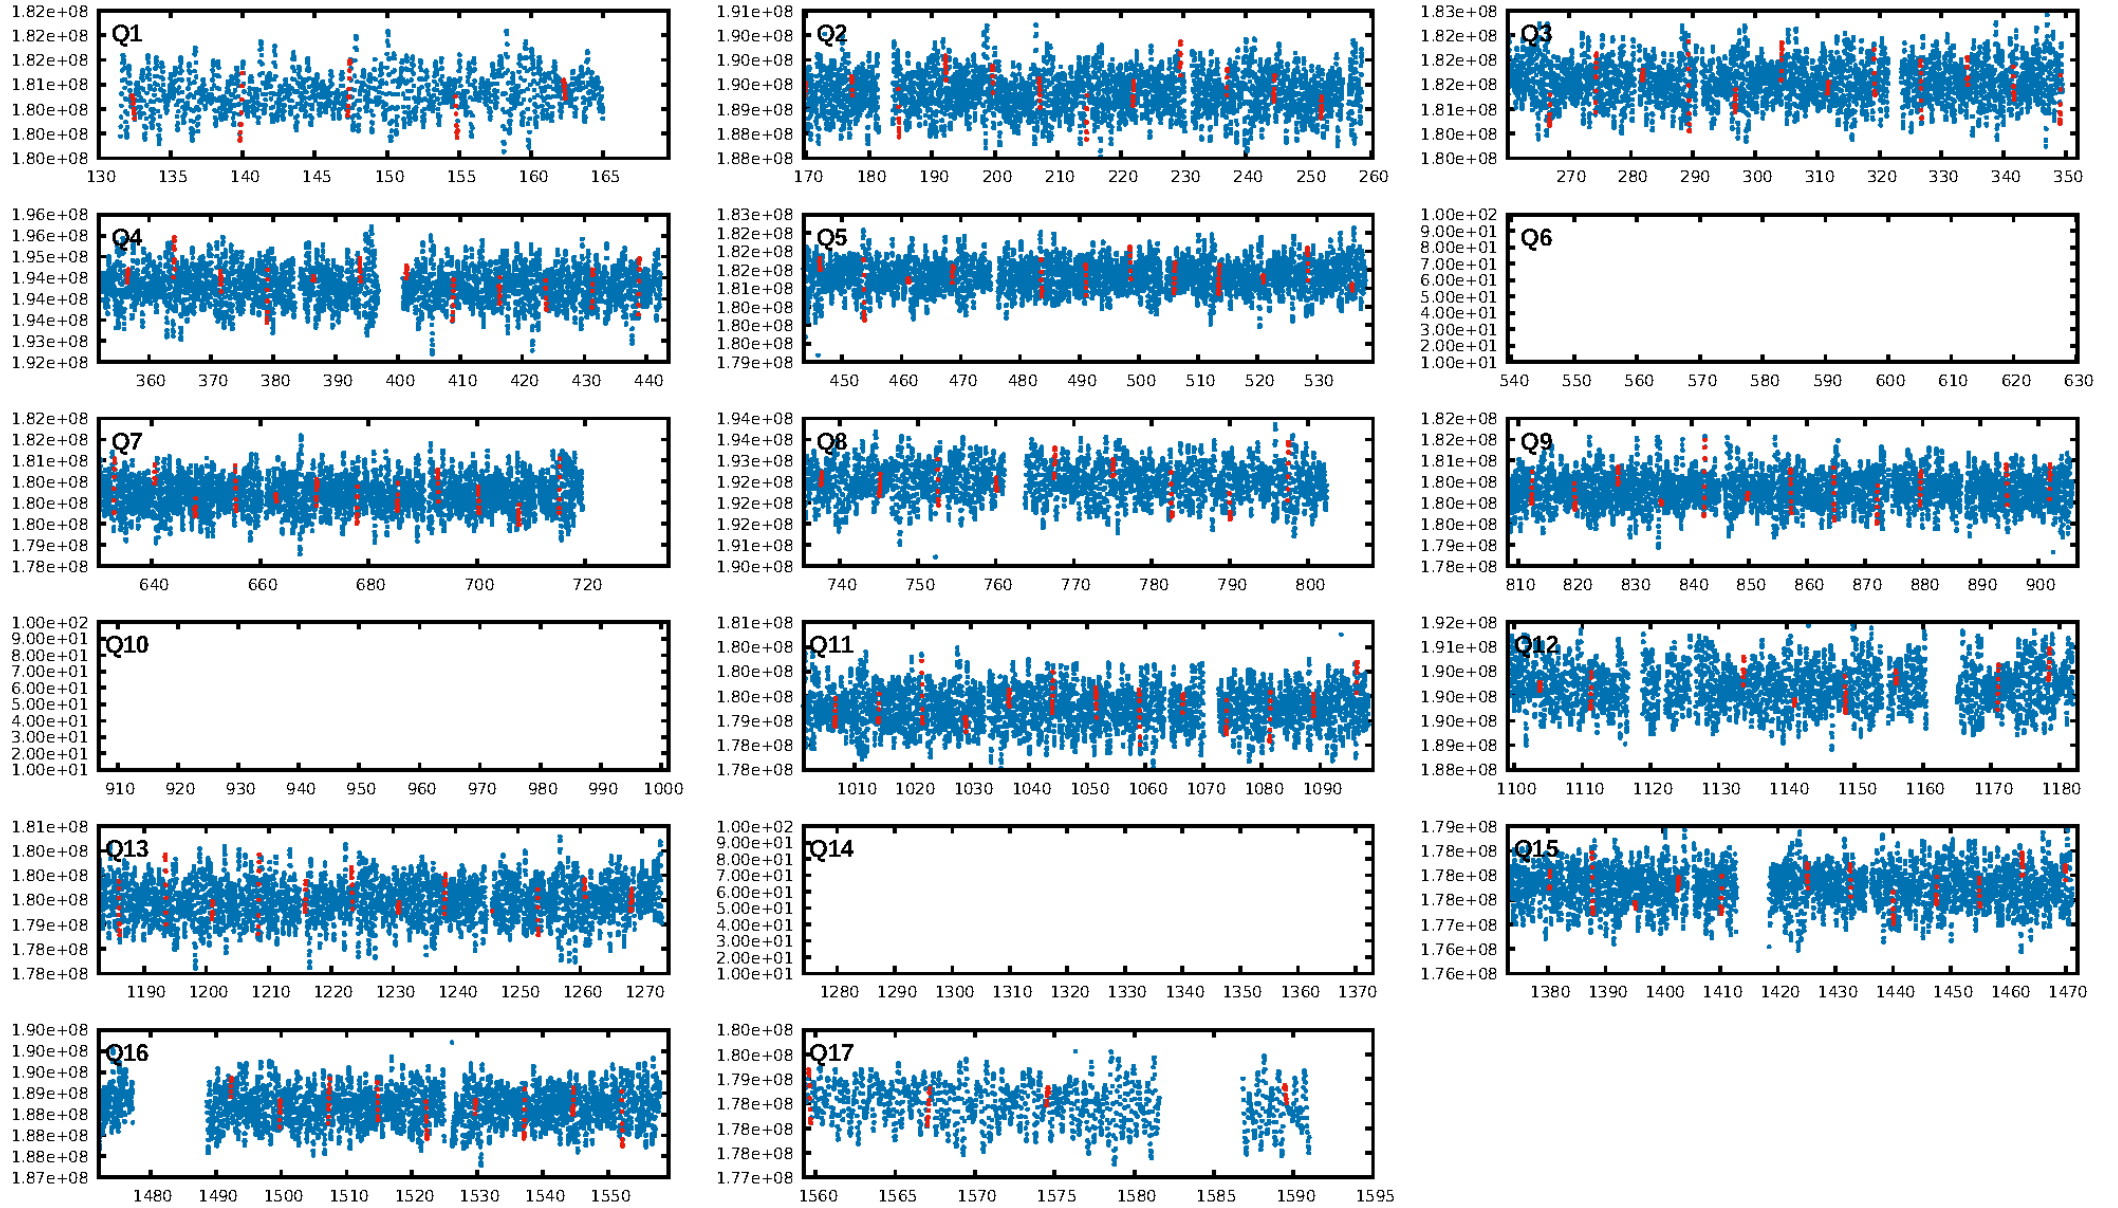 1.82e+08 1.82e+08 1.82e+08 1.81e+08 1.80e+08 1.80e+08 1.80e+08
Q1
130 135 140 145 150 155 160 165
1.91e+08 1.90e+08 1.90e+08 1.90e+08 1.89e+08 1.88e+08 1.88e+08
Q2
170 180 190 200 210 220 230 240 250 260
1.83e+08 1.82e+08 1.82e+08 1.82e+08 1.81e+08 1.80e+08 1.80e+08
Q3
270 280 290 300 310 320 330 340 350
1.96e+08 1.96e+08 1.95e+08 1.94e+08 1.94e+08 1.94e+08 1.93e+08 1.92e+08
Q4
360 370 380 390 400 410 420 430 440
1.83e+08 1.82e+08 1.82e+08 1.82e+08 1.81e+08 1.80e+08 1.80e+08 1.80e+08 1.79e+08
Q5
450 460 470 480 490 500 510 520 530
1.00e+02 9.00e+01 8.00e+01 7.00e+01 6.00e+01 5.00e+01 4.00e+01 3.00e+01 2.00e+01 1.00e+01
Q6
540 550 560 570 580 590 600 610 620 630
1.82e+08 1.82e+08 1.81e+08 1.80e+08 1.80e+08 1.80e+08 1.79e+08 1.78e+08
Q7
640 660 680 700 720
1.94e+08 1.94e+08 1.93e+08 1.92e+08 1.92e+08 1.92e+08 1.91e+08 1.90e+08
Q8
740 750 760 770 780 790 800
1.82e+08 1.82e+08 1.81e+08 1.80e+08 1.80e+08 1.80e+08 1.79e+08 1.78e+08
Q9
810 820 830 840 850 860 870 880 890 900
1.00e+02 9.00e+01 8.00e+01 7.00e+01 6.00e+01 5.00e+01 4.00e+01 3.00e+01 2.00e+01 1.00e+01
Q10
910 920 930 940 950 960 970 980 990 1000
1.81e+08 1.80e+08 1.80e+08 1.80e+08 1.79e+08 1.78e+08 1.78e+08
Q11
1010 1020 1030 1040 1050 1060 1070 1080 1090
1.92e+08 1.91e+08 1.90e+08 1.90e+08 1.90e+08 1.89e+08 1.88e+08
Q12
1100 1110 1120 1130 1140 1150 1160 1170 1180
1.81e+08 1.80e+08 1.80e+08 1.80e+08 1.79e+08 1.78e+08 1.78e+08
Q13
1190 1200 1210 1220 1230 1240 1250 1260 1270
1.00e+02 9.00e+01 8.00e+01 7.00e+01 6.00e+01 5.00e+01 4.00e+01 3.00e+01 2.00e+01 1.00e+01
Q14
1280 1290 1300 1310 1320 1330 1340 1350 1360 1370
1.79e+08 1.78e+08 1.78e+08 1.78e+08 1.77e+08 1.76e+08 1.76e+08
Q15
1380 1390 1400 1410 1420 1430 1440 1450 1460 1470
1.90e+08 1.90e+08 1.90e+08 1.89e+08 1.88e+08 1.88e+08 1.88e+08 1.87e+08
Q16
1480 1490 1500 1510 1520 1530 1540 1550
1.80e+08 1.80e+08 1.79e+08 1.78e+08 1.78e+08 1.78e+08 1.77e+08
Q17
1560 1565 1570 1575 1580 1585 1590 1595